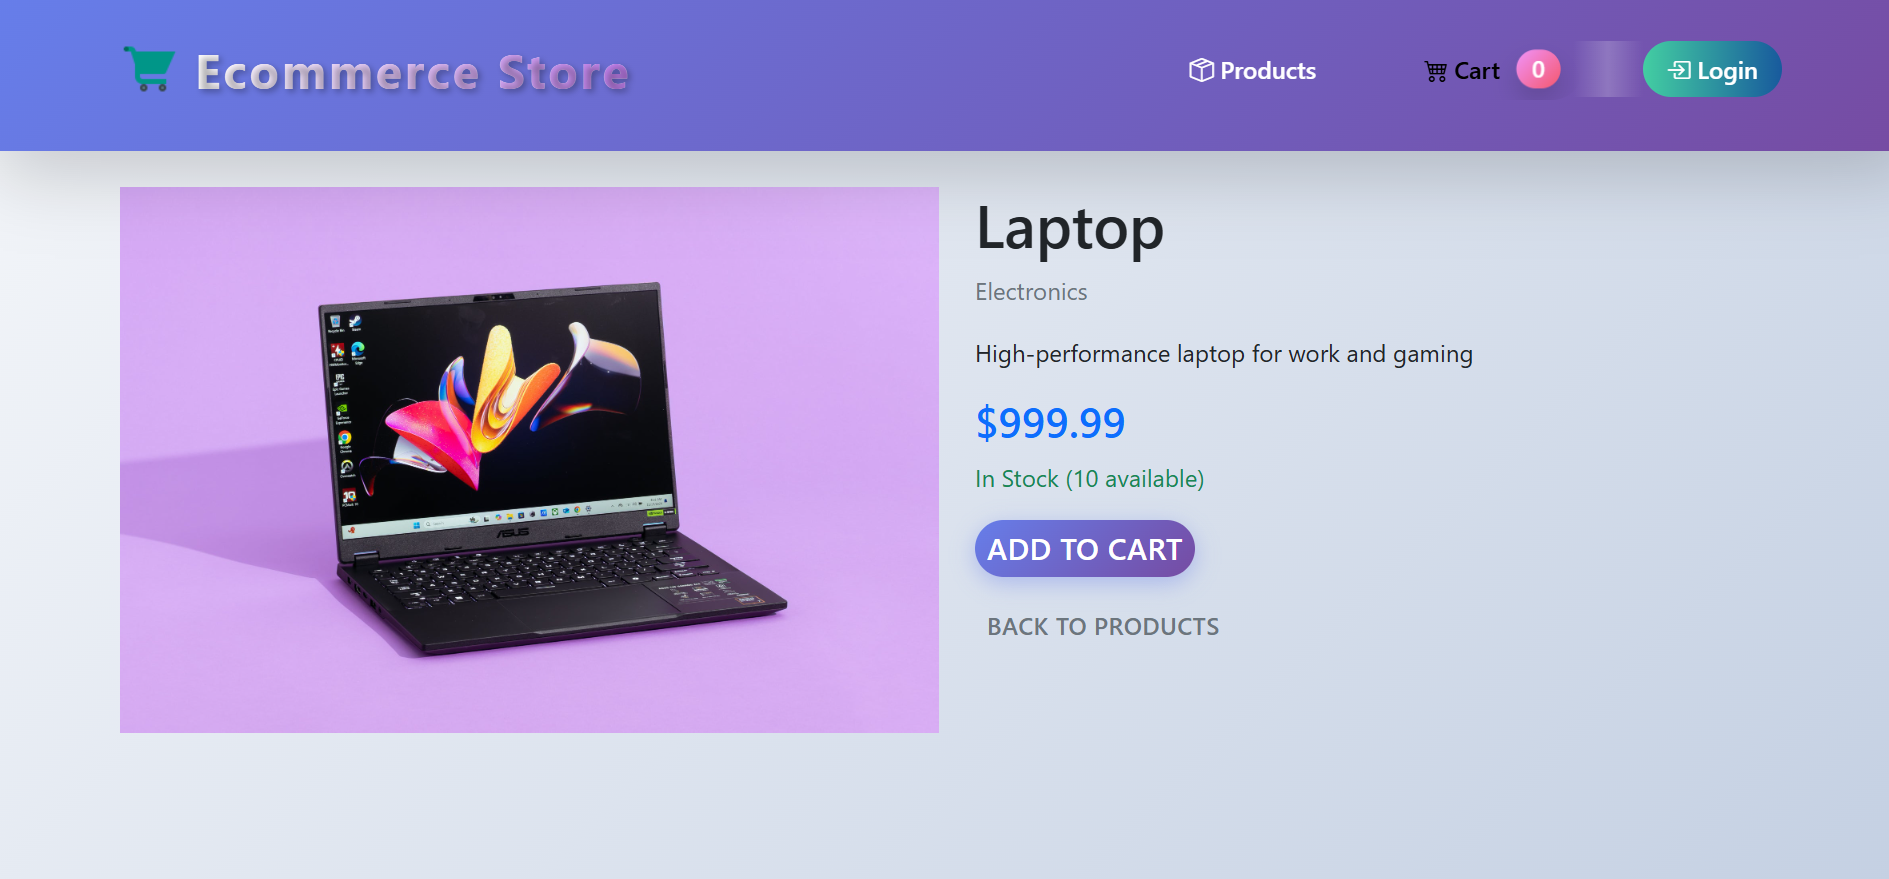 Ecommerce Store
Products
Cart 0
Login
Laptop
Electronics
High-performance laptop for work and gaming
$999.99
In Stock (10 available)
ADD TO CART
BACK TO PRODUCTS
ASUS